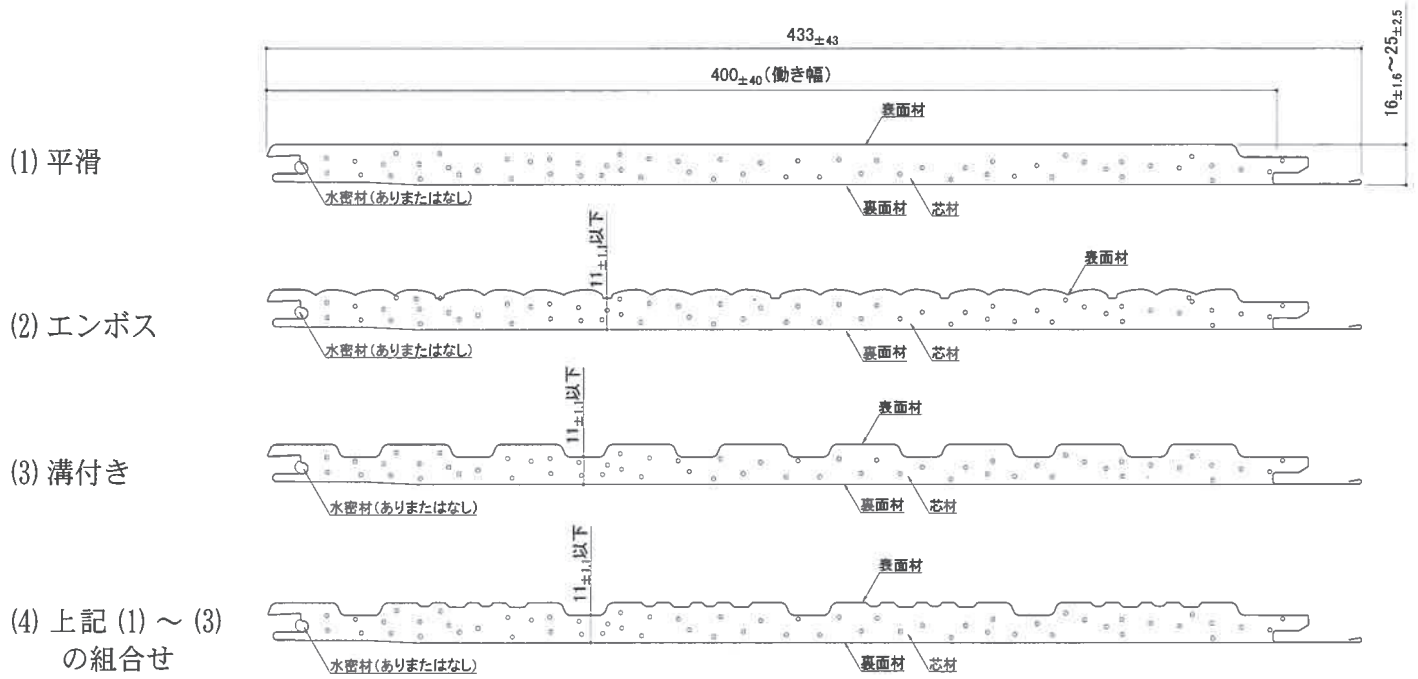 433±43
400±40(働き幅)
16±1.6～25±2.5
(1) 平滑
表面材
水密材(ありまたはなし)
裏面材
芯材
(2) エンボス
11±1.1以下
表面材
水密材(ありまたはなし)
裏面材
芯材
(3) 溝付き
11±1.1以下
表面材
水密材(ありまたはなし)
裏面材
芯材
(4) 上記 (1) ～ (3)
の組合せ
11±1.1以下
表面材
水密材(ありまたはなし)
裏面材
芯材